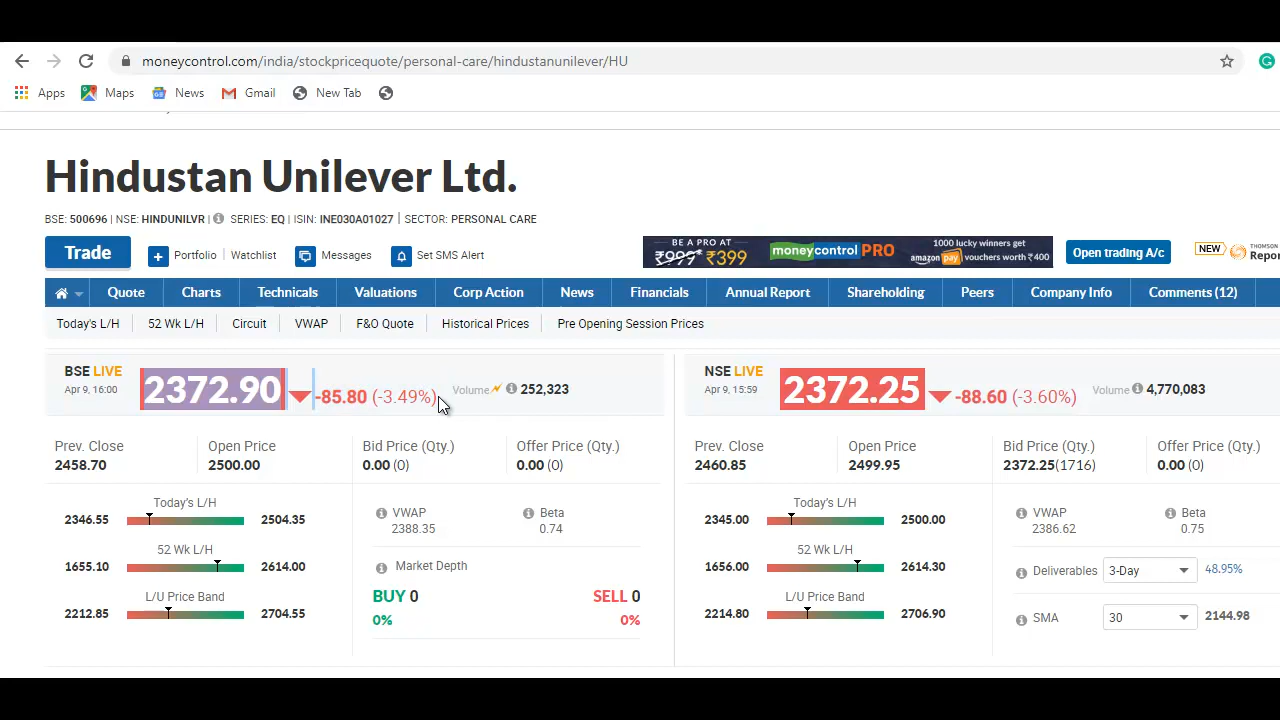 moneycontrol.com/india/stockpricequote/personal-care/hindustanunilever/HU
Apps Maps News Gmail New Tab
Hindustan Unilever Ltd.
BSE: 500696 | NSE: HINDUNILVR | SERIES: EQ | ISIN: INE030A01027 | SECTOR: PERSONAL CARE
Trade + Portfolio | Watchlist Messages Set SMS Alert
BE A PRO AT
₹999* ₹399
moneycontrol PRO
1000 lucky winners get
amazon pay vouchers worth ₹400
Open trading A/c
NEW THOMSON
Repor
Quote Charts Technicals Valuations Corp Action News Financials Annual Report Shareholding Peers Company Info Comments (12)
Today's L/H 52 Wk L/H Circuit VWAP F&O Quote Historical Prices Pre Opening Session Prices
BSE LIVE
Apr 9, 16:00
2372.90 -85.80 (-3.49%) Volume 252,323
Prev. Close Open Price Bid Price (Qty.) Offer Price (Qty.)
2458.70 2500.00 0.00 (0) 0.00 (0)
Today's L/H
2346.55 2504.35
52 Wk L/H
1655.10 2614.00
L/U Price Band
2212.85 2704.55
VWAP Beta
2388.35 0.74
Market Depth
BUY 0 SELL 0
0% 0%
NSE LIVE
Apr 9, 15:59
2372.25 -88.60 (-3.60%) Volume 4,770,083
Prev. Close Open Price Bid Price (Qty.) Offer Price (Qty.)
2460.85 2499.95 2372.25(1716) 0.00 (0)
Today's L/H
2345.00 2500.00
52 Wk L/H
1656.00 2614.30
L/U Price Band
2214.80 2706.90
VWAP Beta
2386.62 0.75
Deliverables 3-Day 48.95%
SMA 30 2144.98